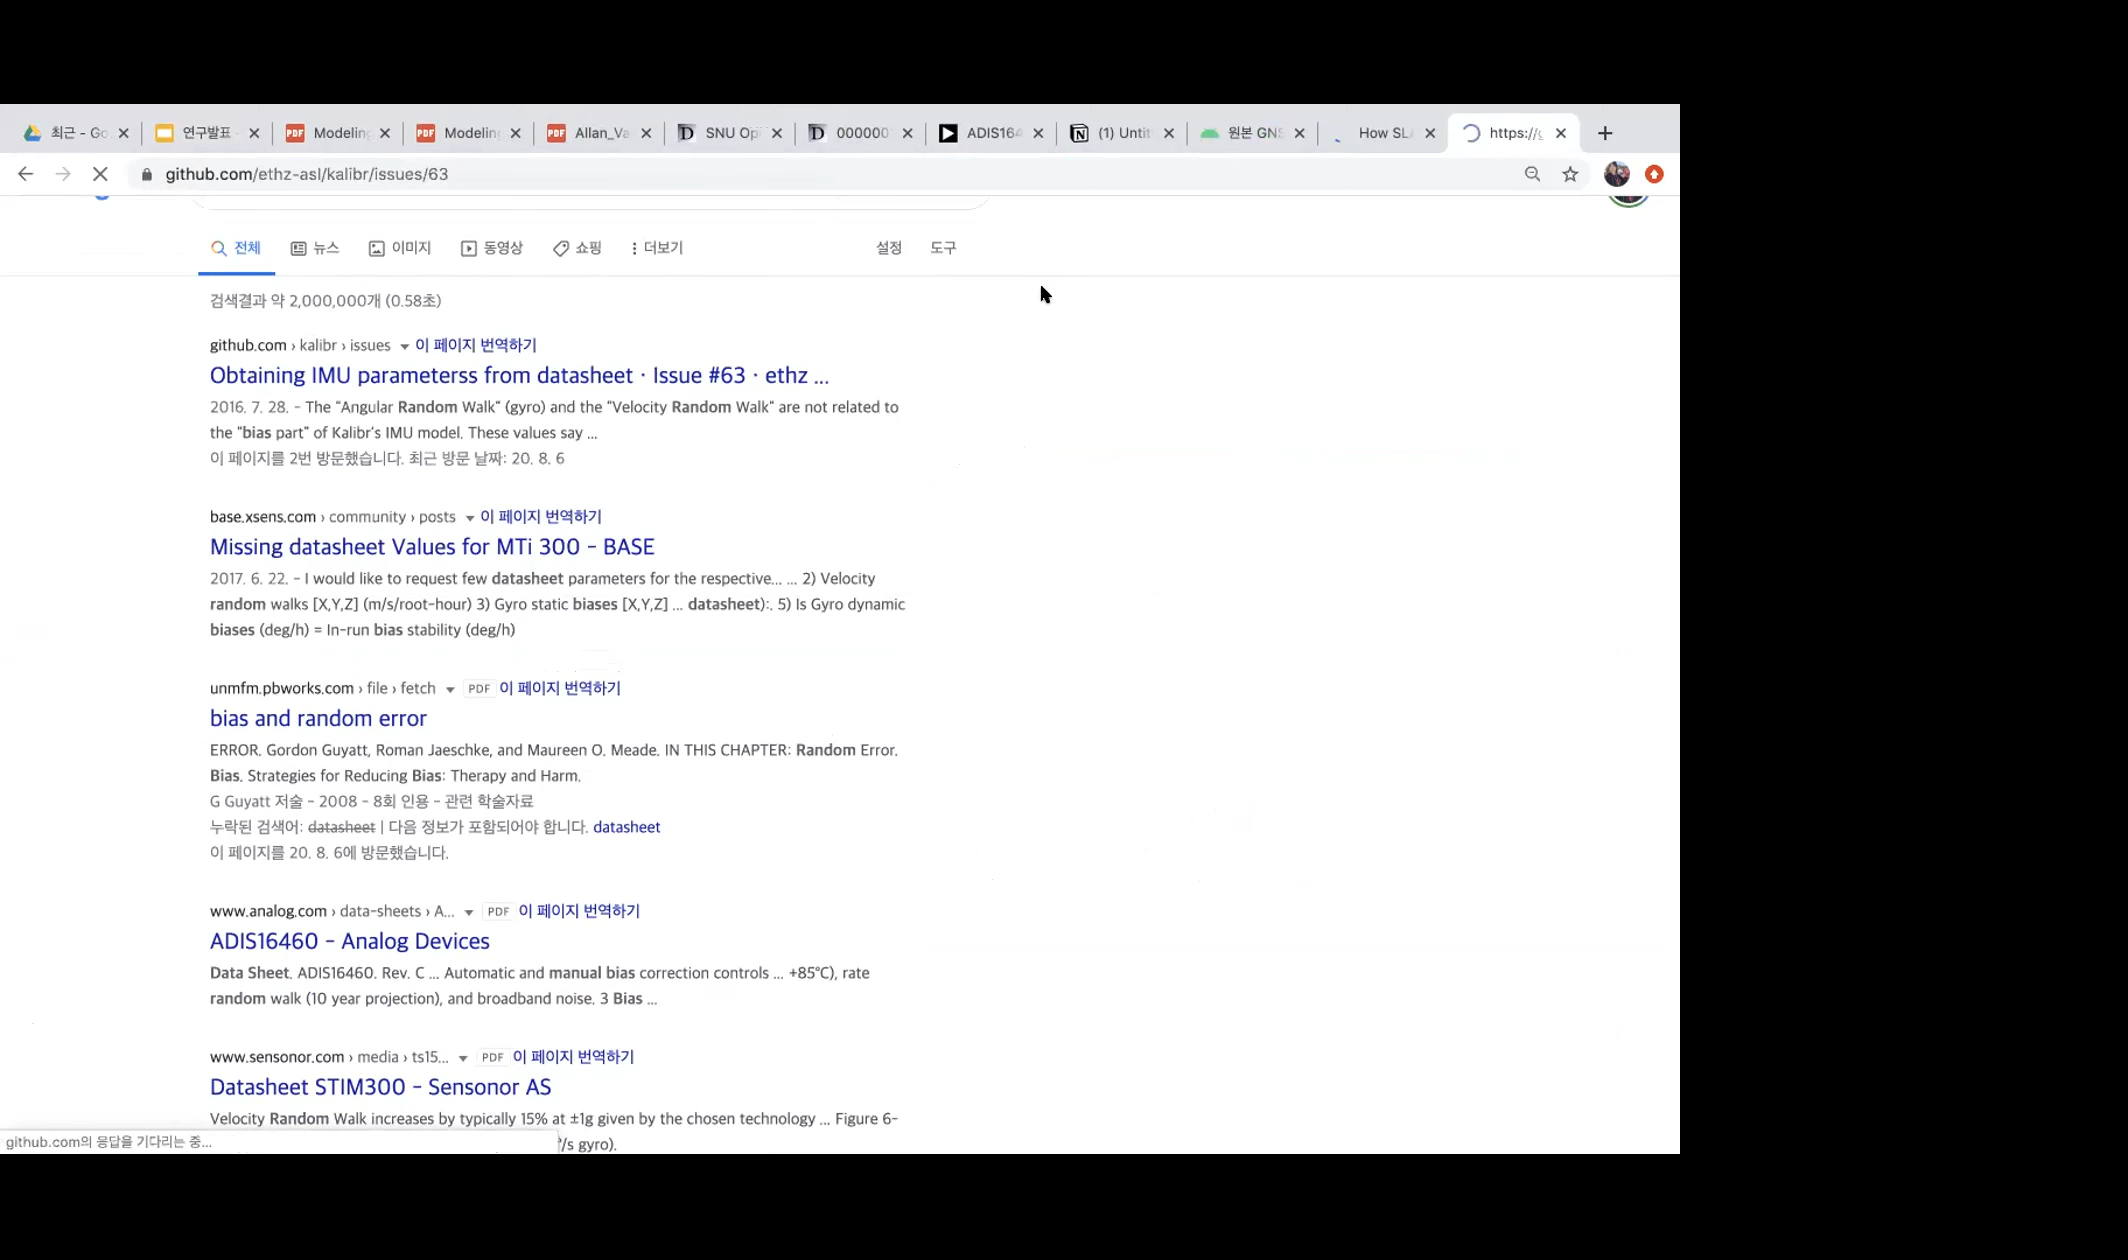 최근 - Go
연구발표
Modeling
Modeling
Allan_Va
SNU Op
000000
ADIS164
(1) Untit
원본 GNS
How SLA
https://g
github.com/ethz-asl/kalibr/issues/63
전체 뉴스 이미지 동영상 쇼핑 더보기 설정 도구
검색결과 약 2,000,000개 (0.58초)
github.com › kalibr › issues 이 페이지 번역하기
Obtaining IMU parameterss from datasheet · Issue #63 · ethz ...
2016. 7. 28. - The "Angular Random Walk" (gyro) and the "Velocity Random Walk" are not related to
the "bias part" of Kalibr's IMU model. These values say ...
이 페이지를 2번 방문했습니다. 최근 방문 날짜: 20. 8. 6
base.xsens.com › community › posts 이 페이지 번역하기
Missing datasheet Values for MTi 300 - BASE
2017. 6. 22. - I would like to request few datasheet parameters for the respective... ... 2) Velocity
random walks [X,Y,Z] (m/s/root-hour) 3) Gyro static biases [X,Y,Z] ... datasheet):. 5) Is Gyro dynamic
biases (deg/h) = In-run bias stability (deg/h)
unmfm.pbworks.com › file › fetch PDF 이 페이지 번역하기
bias and random error
ERROR. Gordon Guyatt, Roman Jaeschke, and Maureen O. Meade. IN THIS CHAPTER: Random Error.
Bias. Strategies for Reducing Bias: Therapy and Harm.
G Guyatt 저술 - 2008 - 8회 인용 - 관련 학술자료
누락된 검색어: datasheet | 다음 정보가 포함되어야 합니다. datasheet
이 페이지를 20. 8. 6에 방문했습니다.
www.analog.com › data-sheets › A... PDF 이 페이지 번역하기
ADIS16460 - Analog Devices
Data Sheet. ADIS16460. Rev. C ... Automatic and manual bias correction controls ... +85°C), rate
random walk (10 year projection), and broadband noise. 3 Bias ...
www.sensonor.com › media › ts15... PDF 이 페이지 번역하기
Datasheet STIM300 - Sensonor AS
Velocity Random Walk increases by typically 15% at ±1g given by the chosen technology ... Figure 6-
github.com의 응답을 기다리는 중...
°/s gyro).